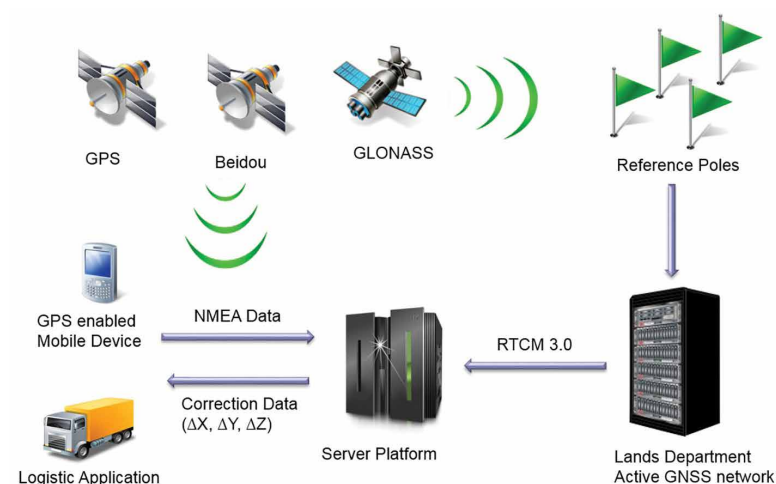 GPS
Beidou
GLONASS
Reference Poles
GPS enabled
Mobile Device
NMEA Data
RTCM 3.0
Correction Data
(ΔX, ΔY, ΔZ)
Logistic Application
Server Platform
Lands Department
Active GNSS network